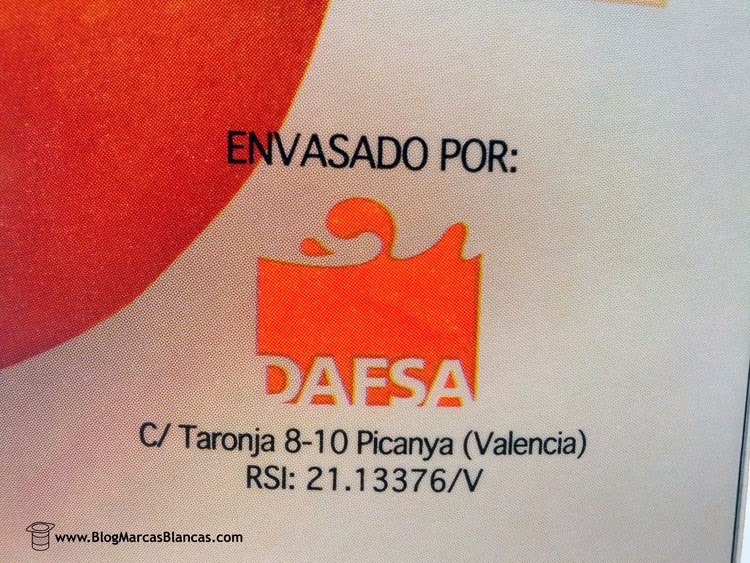 ENVASADO POR:
DAFSA
C/ Taronja 8-10 Picanya (Valencia)
RSI: 21.13376/V
www.BlogMarcasBlancas.com